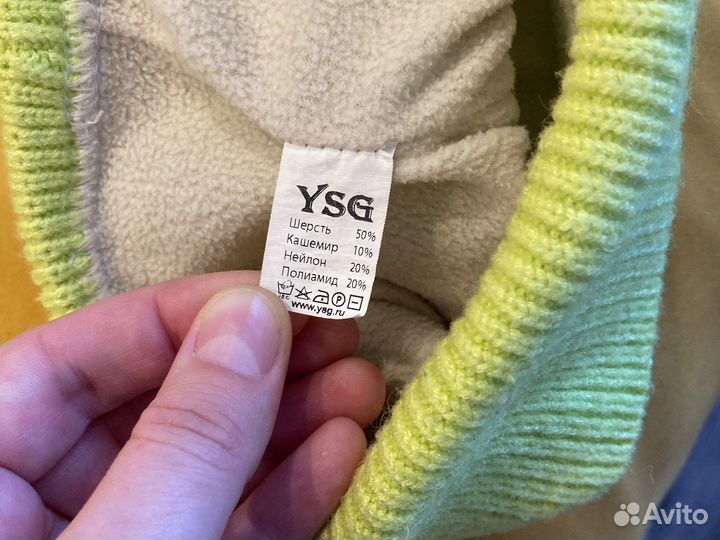 YSG
Шерсть 50%
Кашемир 10%
Нейлон 20%
Полиамид 20%
www.ysg.ru
Avito